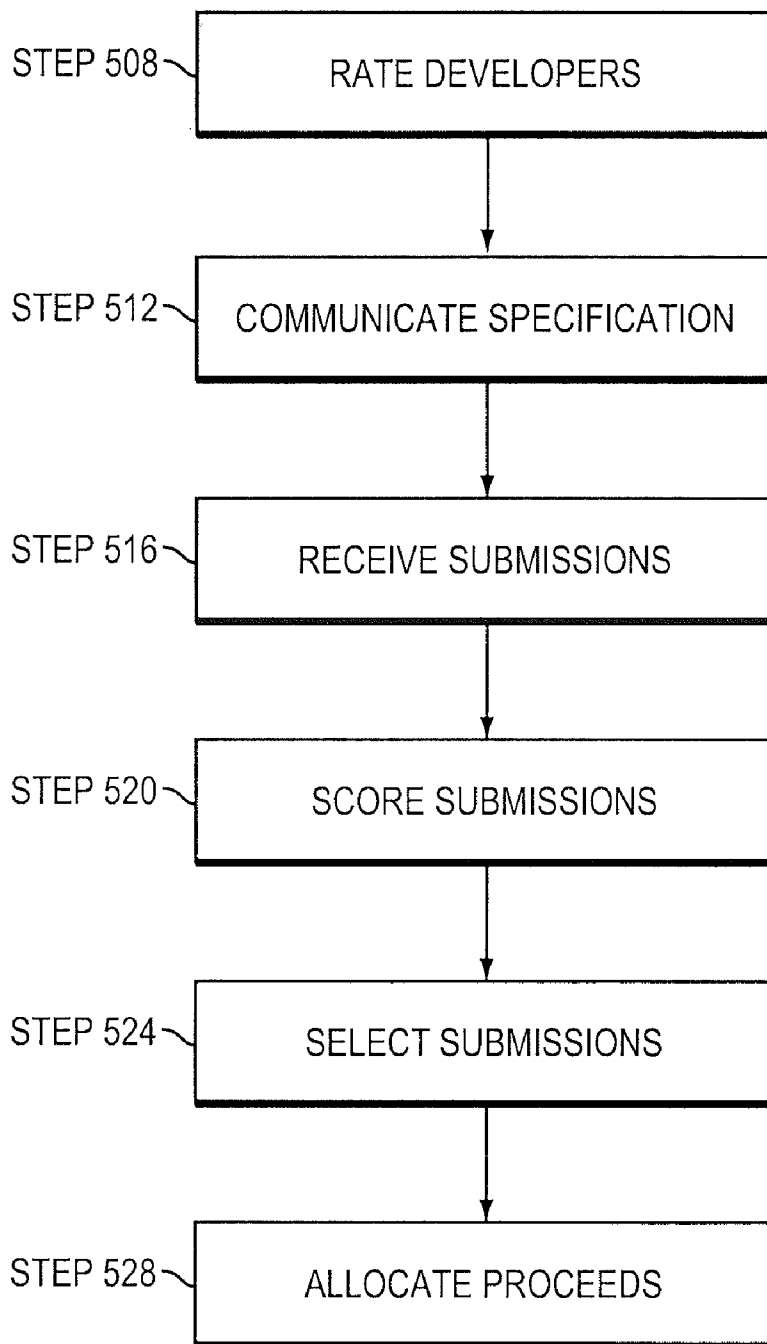 STEP 508 RATE DEVELOPERS
STEP 512 COMMUNICATE SPECIFICATION
STEP 516 RECEIVE SUBMISSIONS
STEP 520 SCORE SUBMISSIONS
STEP 524 SELECT SUBMISSIONS
STEP 528 ALLOCATE PROCEEDS